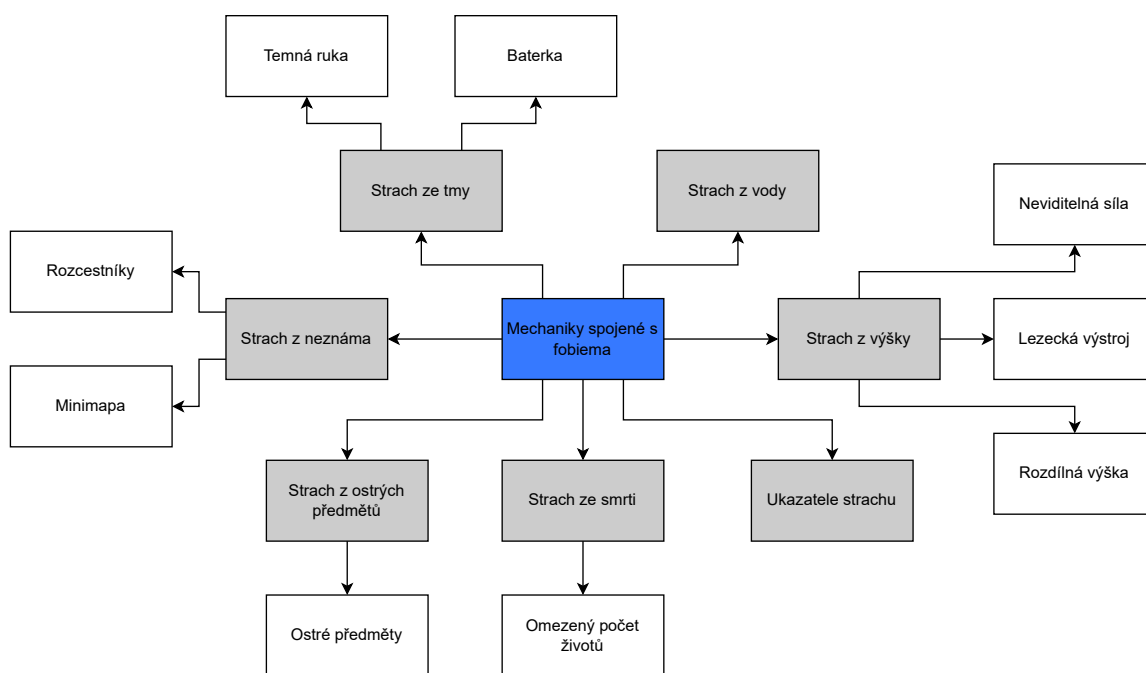 Temná ruka
Baterka
Strach ze tmy
Strach z vody
Neviditelná síla
Rozcestníky
Strach z neznáma
Mechaniky spojené s
fobiema
Strach z výšky
Lezecká výstroj
Minimapa
Strach z ostrých
předmětů
Strach ze smrti
Ukazatele strachu
Rozdílná výška
Ostré předměty
Omezený počet
životů